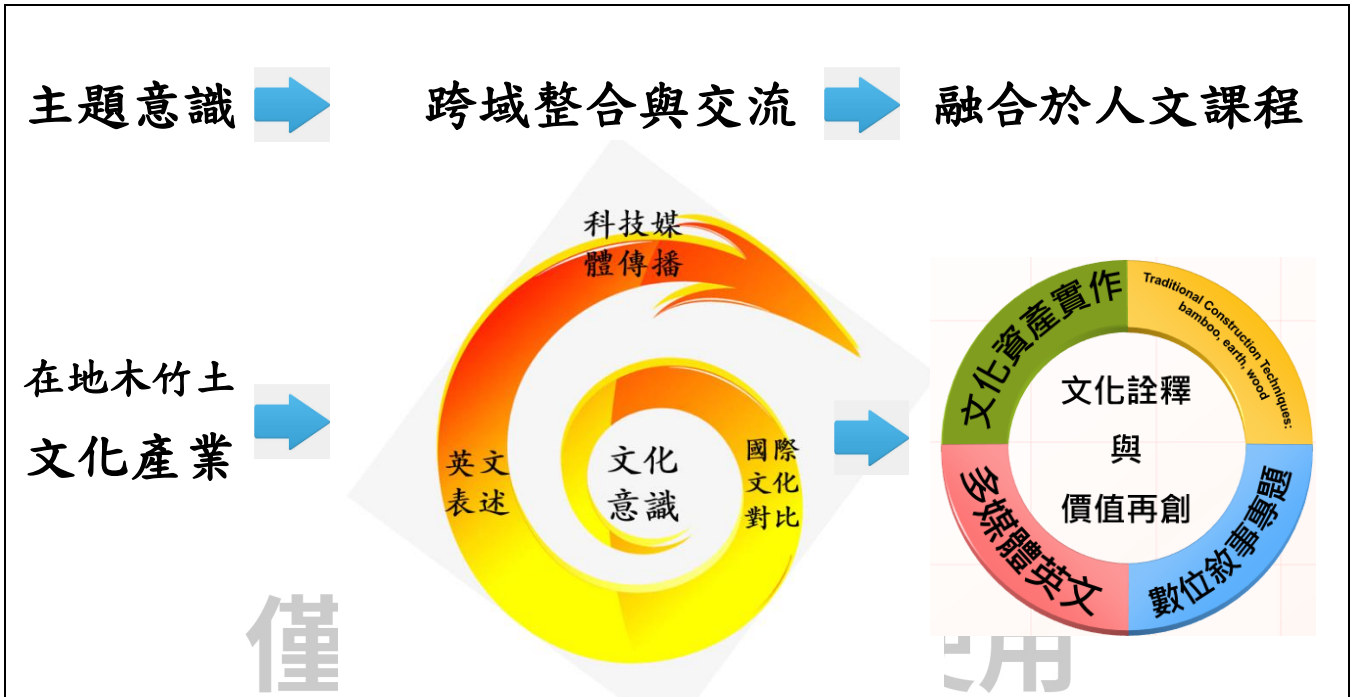 主題意識
跨域整合與交流
融合於人文課程
在地木竹土
文化產業
科技媒
體傳播
英文
表述
文化
意識
國際
文化
對比
文化資產實作
Traditional Construction Techniques:
bamboo, earth, wood
文化詮釋
與
價值再創
多媒體英文
數位敘事專題
僅
用